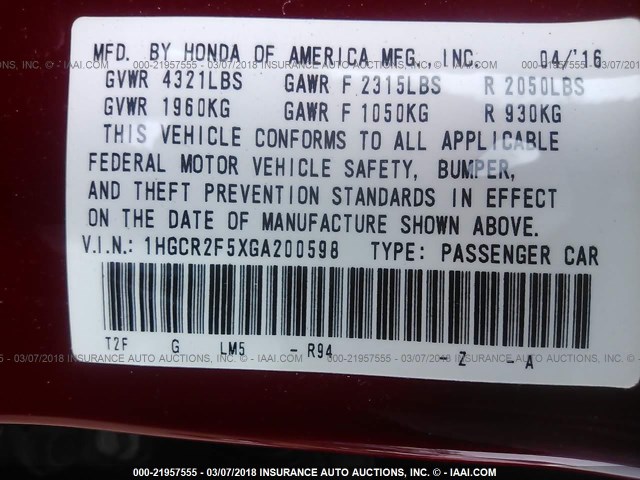 MFD. BY HONDA OF AMERICA MFG., INC. 04/'16
GVWR 4321LBS GAWR F 2315LBS R 2050LBS
GVWR 1960KG GAWR F 1050KG R 930KG
THIS VEHICLE CONFORMS TO ALL APPLICABLE
FEDERAL MOTOR VEHICLE SAFETY, BUMPER,
AND THEFT PREVENTION STANDARDS IN EFFECT
ON THE DATE OF MANUFACTURE SHOWN ABOVE.
V.I.N.: 1HGCR2F5XGA200598 TYPE: PASSENGER CAR
T2F G LM5 - R94 - Z - A
000-21957555 - 03/07/2018 INSURANCE AUTO AUCTIONS, INC. - © - IAAI.COM